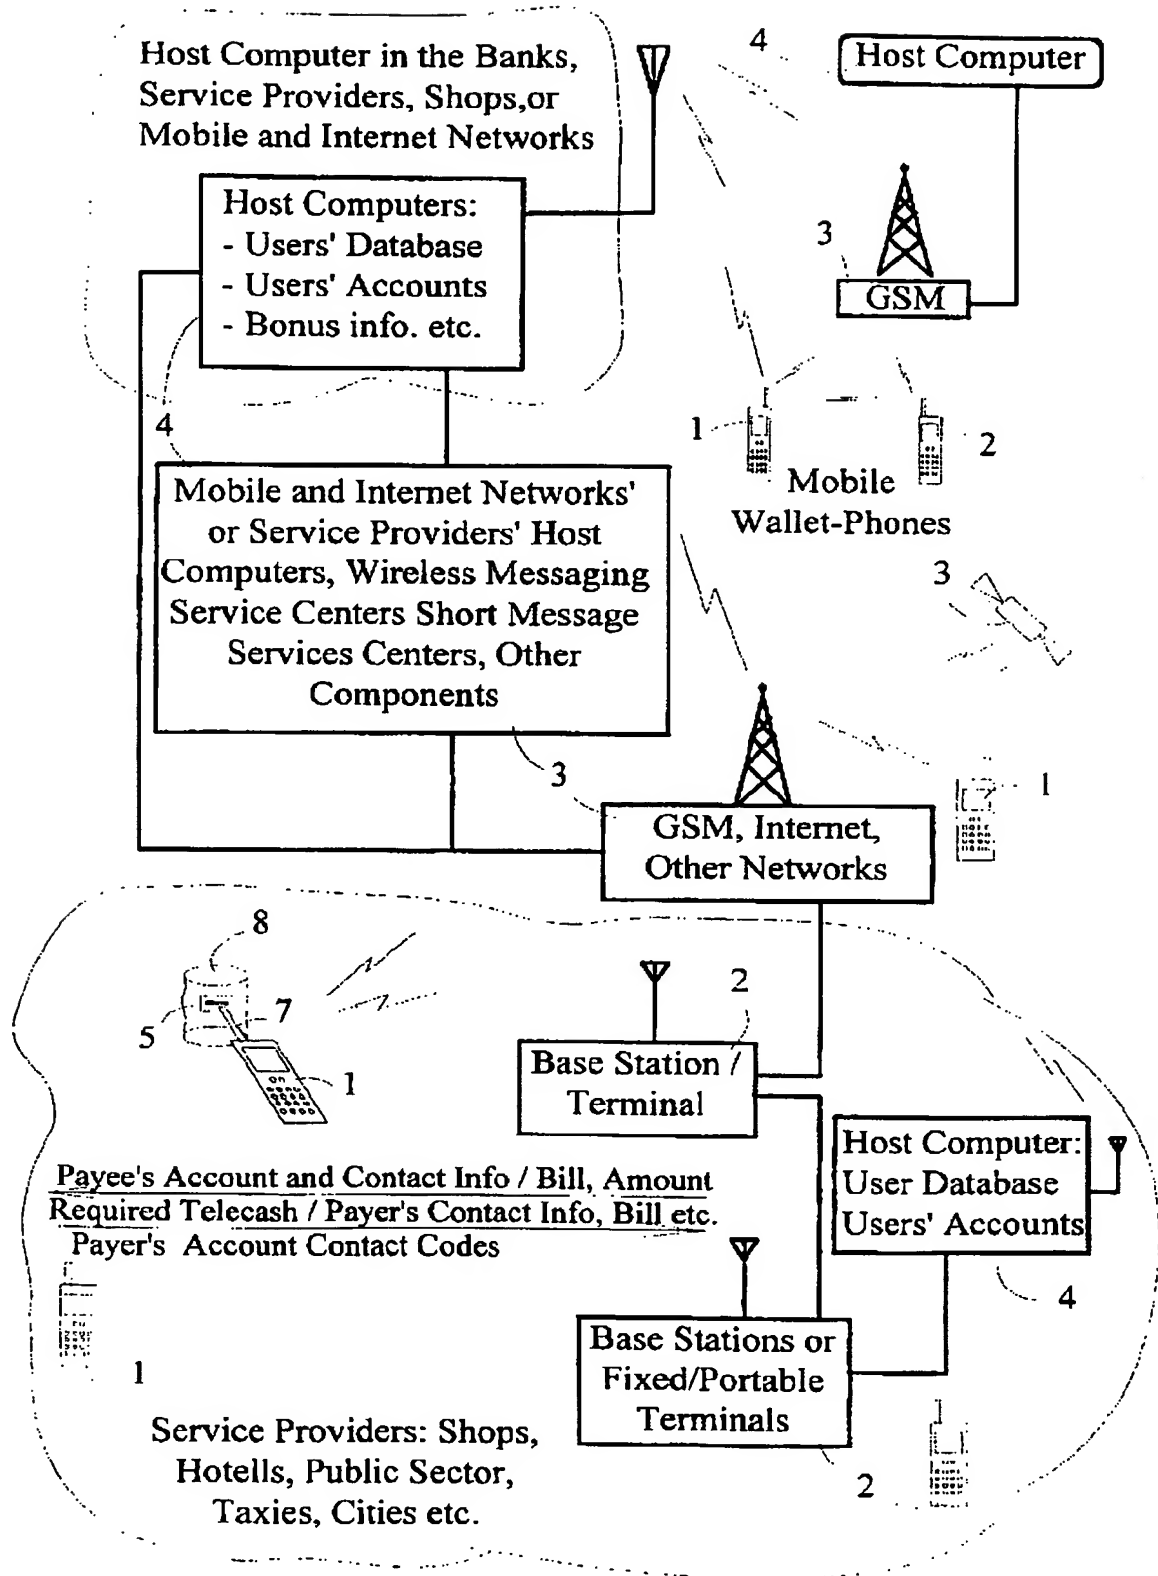 Host Computer in the Banks,
Service Providers, Shops,or
Mobile and Internet Networks
4
Host Computer
Host Computers:
- Users' Database
- Users' Accounts
- Bonus info. etc.
3
GSM
4
1
2
Mobile
Wallet-Phones
Mobile and Internet Networks'
or Service Providers' Host
Computers, Wireless Messaging
Service Centers Short Message
Services Centers, Other
Components
3
3
1
GSM, Internet,
Other Networks
8
5
7
1
2
Base Station /
Terminal
Host Computer:
User Database
Users' Accounts
4
Payee's Account and Contact Info / Bill, Amount
Required Telecash / Payer's Contact Info, Bill etc.
Payer's Account Contact Codes
1
Base Stations or
Fixed/Portable
Terminals
2
Service Providers: Shops,
Hotells, Public Sector,
Taxies, Cities etc.